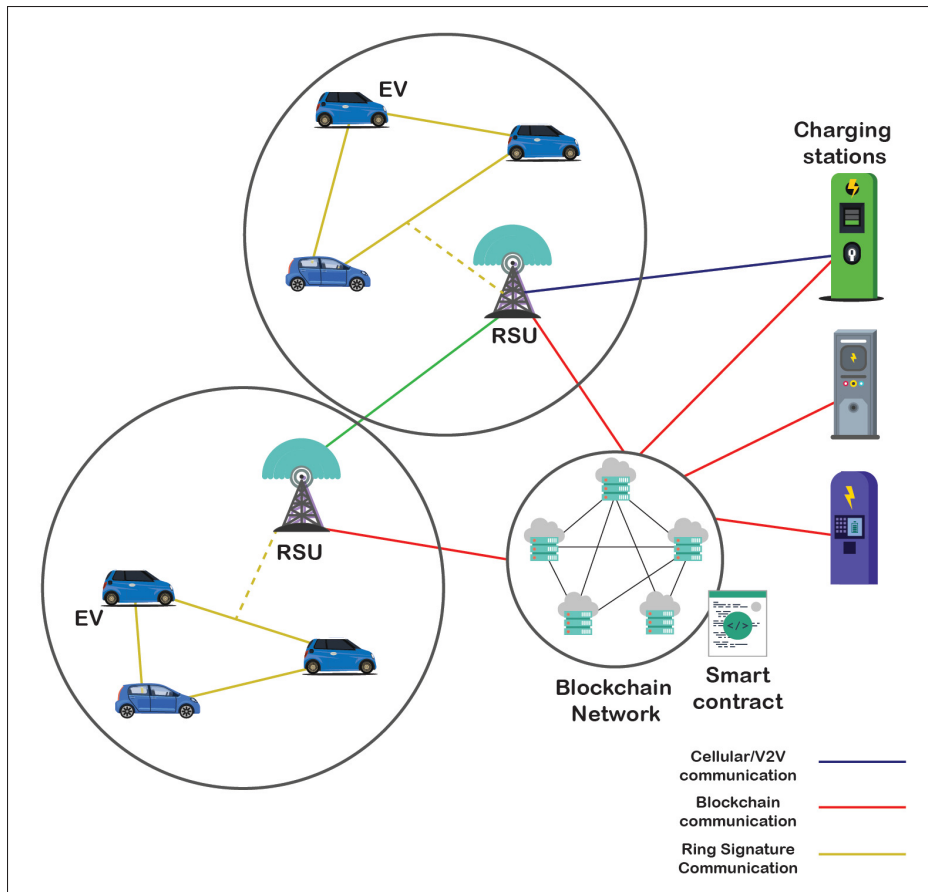 EV
Charging
stations
RSU
RSU
EV
</>
Blockchain
Network
Smart
contract
Cellular/V2V
communication
Blockchain
communication
Ring Signature
Communication